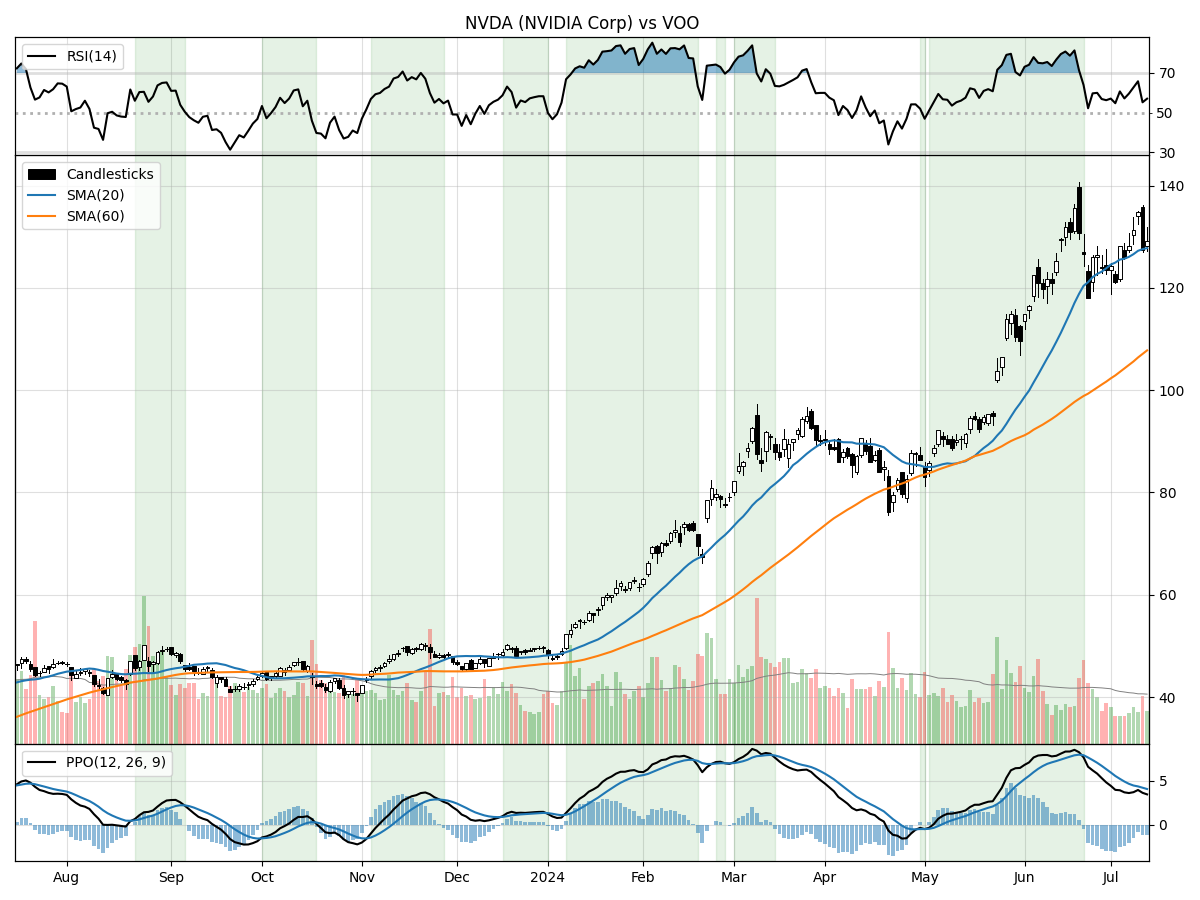 NVDA (NVIDIA Corp) vs VOO
RSI(14)
70
50
30
Candlesticks
SMA(20)
SMA(60)
140
120
100
80
60
40
PPO(12, 26, 9)
5
0
Aug Sep Oct Nov Dec 2024 Feb Mar Apr May Jun Jul